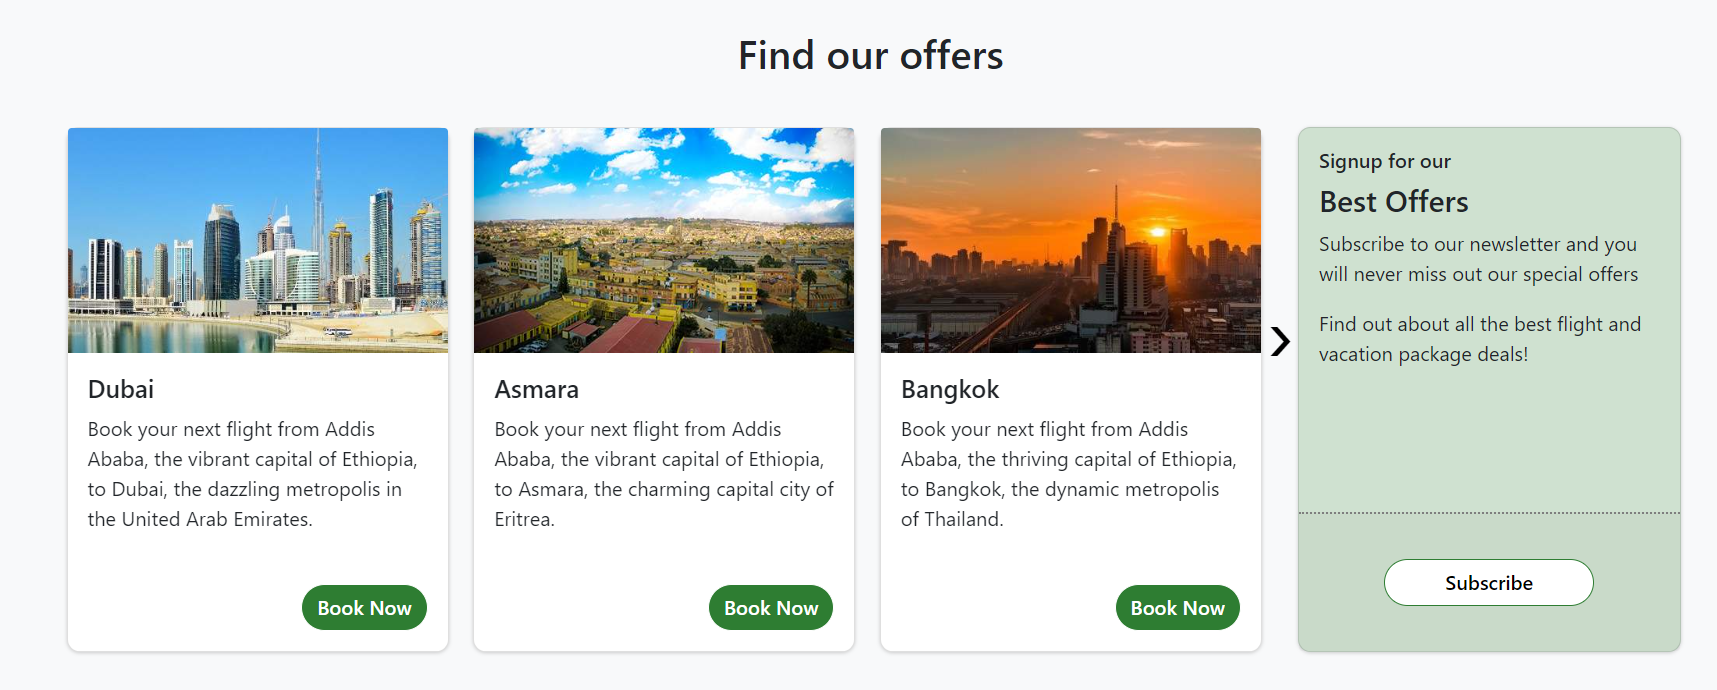 Find our offers
Dubai
Book your next flight from Addis
Ababa, the vibrant capital of Ethiopia,
to Dubai, the dazzling metropolis in
the United Arab Emirates.
Book Now
Asmara
Book your next flight from Addis
Ababa, the vibrant capital of Ethiopia,
to Asmara, the charming capital city of
Eritrea.
Book Now
Bangkok
Book your next flight from Addis
Ababa, the thriving capital of Ethiopia,
to Bangkok, the dynamic metropolis
of Thailand.
Book Now
Signup for our
Best Offers
Subscribe to our newsletter and you
will never miss out our special offers
Find out about all the best flight and
vacation package deals!
Subscribe